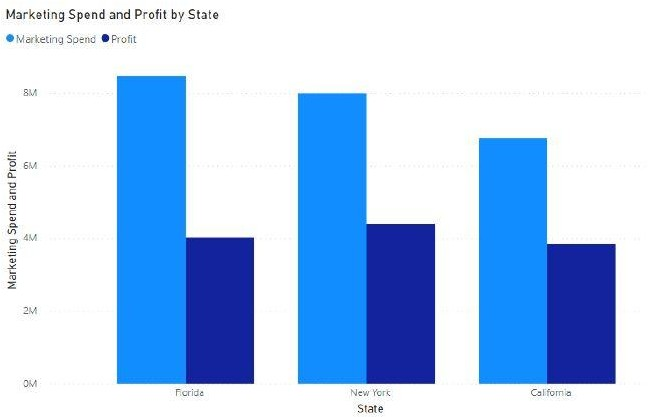 Marketing Spend and Profit by State
Marketing Spend Profit
8M
6M
4M
2M
0M
Marketing Spend and Profit
Florida New York California
State